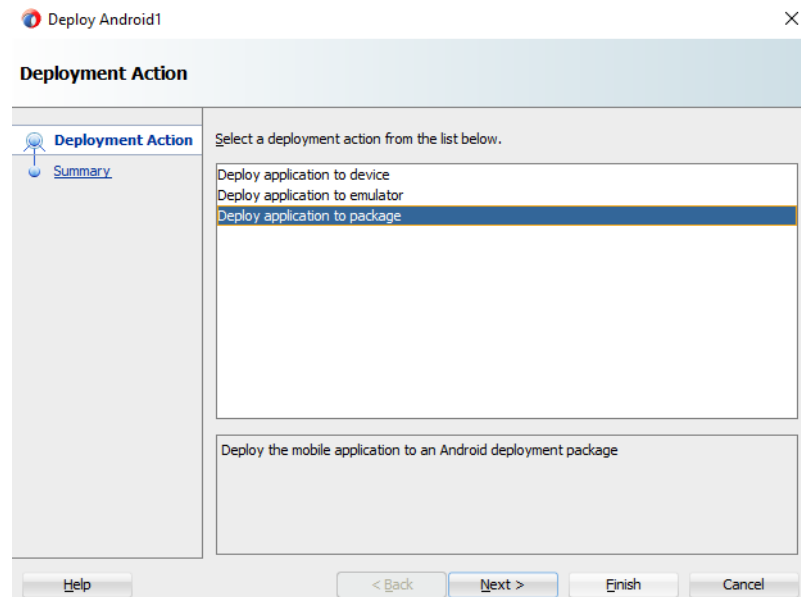 Deploy Android1
Deployment Action
Deployment Action
Summary
Select a deployment action from the list below.
Deploy application to device
Deploy application to emulator
Deploy application to package
Deploy the mobile application to an Android deployment package
Help
< Back
Next >
Finish
Cancel